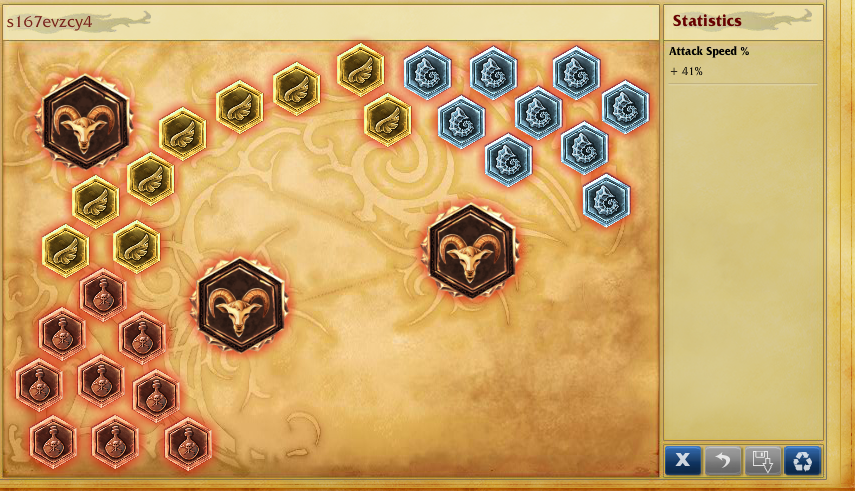 s167evzcy4
Statistics
Attack Speed %
+ 41%
X